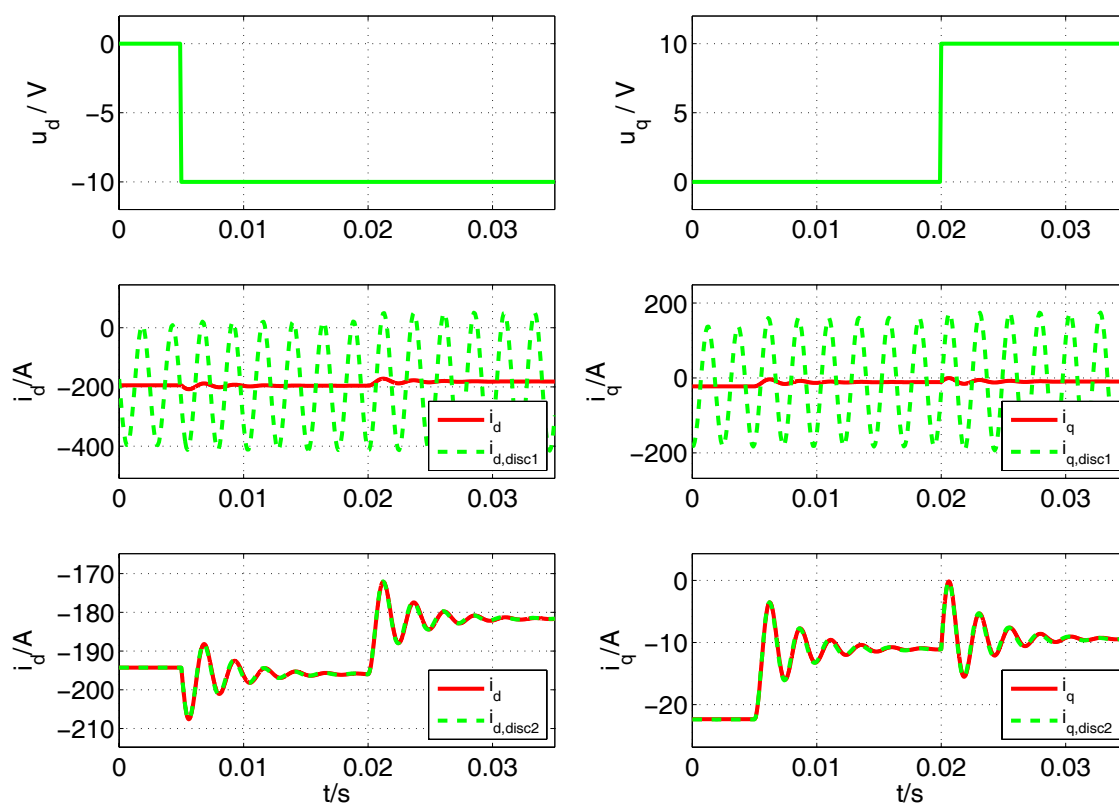 0
−5
−10
u_d / V
0
0.01
0.02
0.03
10
5
0
u_q / V
0
0.01
0.02
0.03
0
−200
−400
i_d/A
i_d
i_d,disc1
0
0.01
0.02
0.03
200
0
−200
i_q/A
i_q
i_q,disc1
0
0.01
0.02
0.03
−170
−180
−190
−200
−210
i_d/A
i_d
i_d,disc2
0
0.01
0.02
0.03
t/s
0
−10
−20
i_q/A
i_q
i_q,disc2
0
0.01
0.02
0.03
t/s